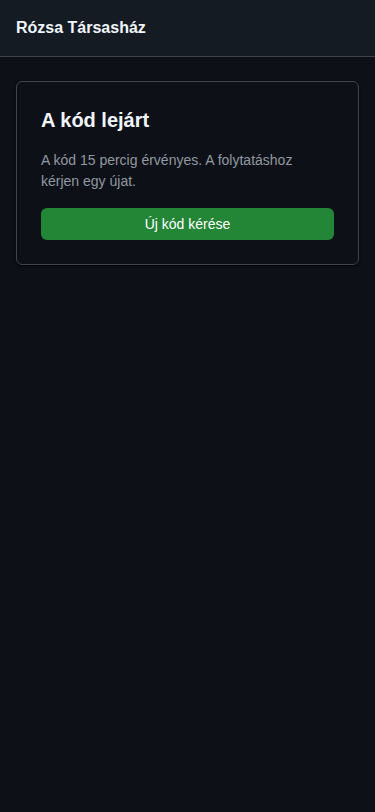 Rózsa Társasház
A kód lejárt
A kód 15 percig érvényes. A folytatáshoz
kérjen egy újat.
Új kód kérése